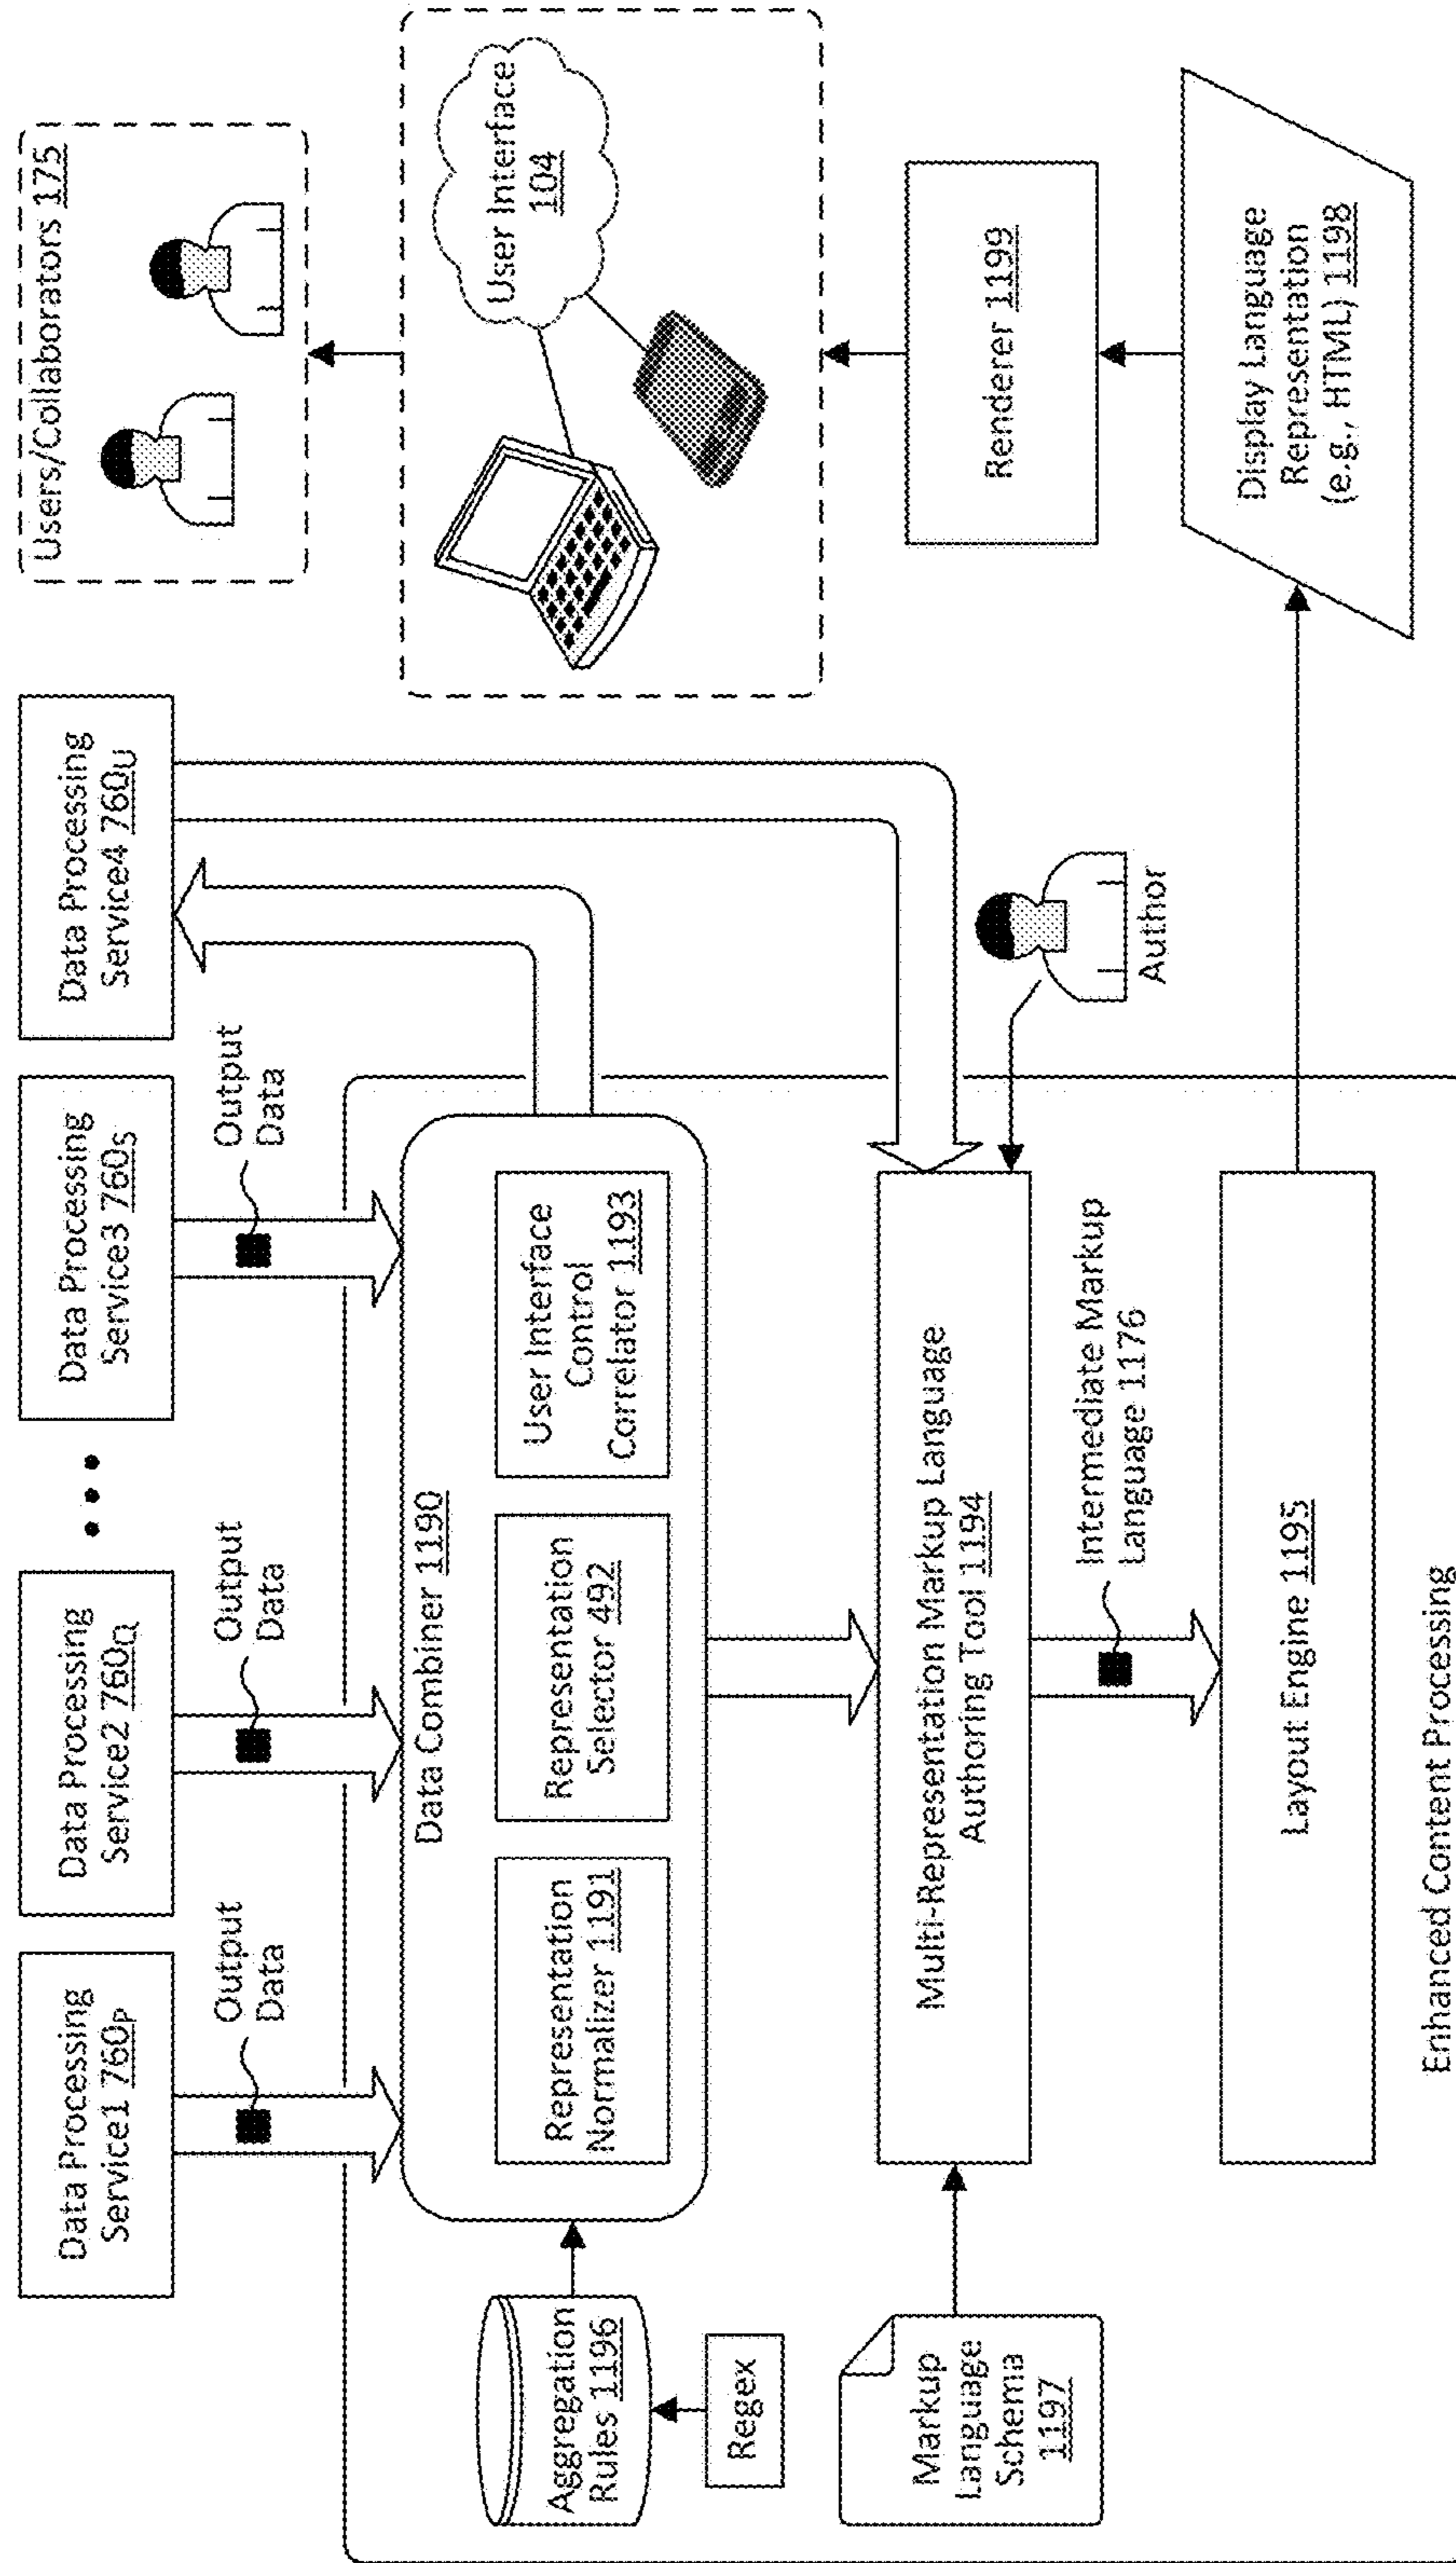 Data Processing
Service1 760P
Data Processing
Service2 760Q
Data Processing
Service3 760S
Data Processing
Service4 760U
Users/Collaborators 175
Output
Data
Output
Data
Output
Data
User Interface
104
Data Combiner 1190
Aggregation
Rules 1196
Regex
Representation
Normalizer 1191
Representation
Selector 492
User Interface
Control
Correlator 1193
Renderer 1199
Markup
Language
Schema
1197
Multi-Representation Markup Language
Authoring Tool 1194
Author
Intermediate Markup
Language 1176
Layout Engine 1195
Display Language
Representation
(e.g., HTML) 1198
Enhanced Content Processing